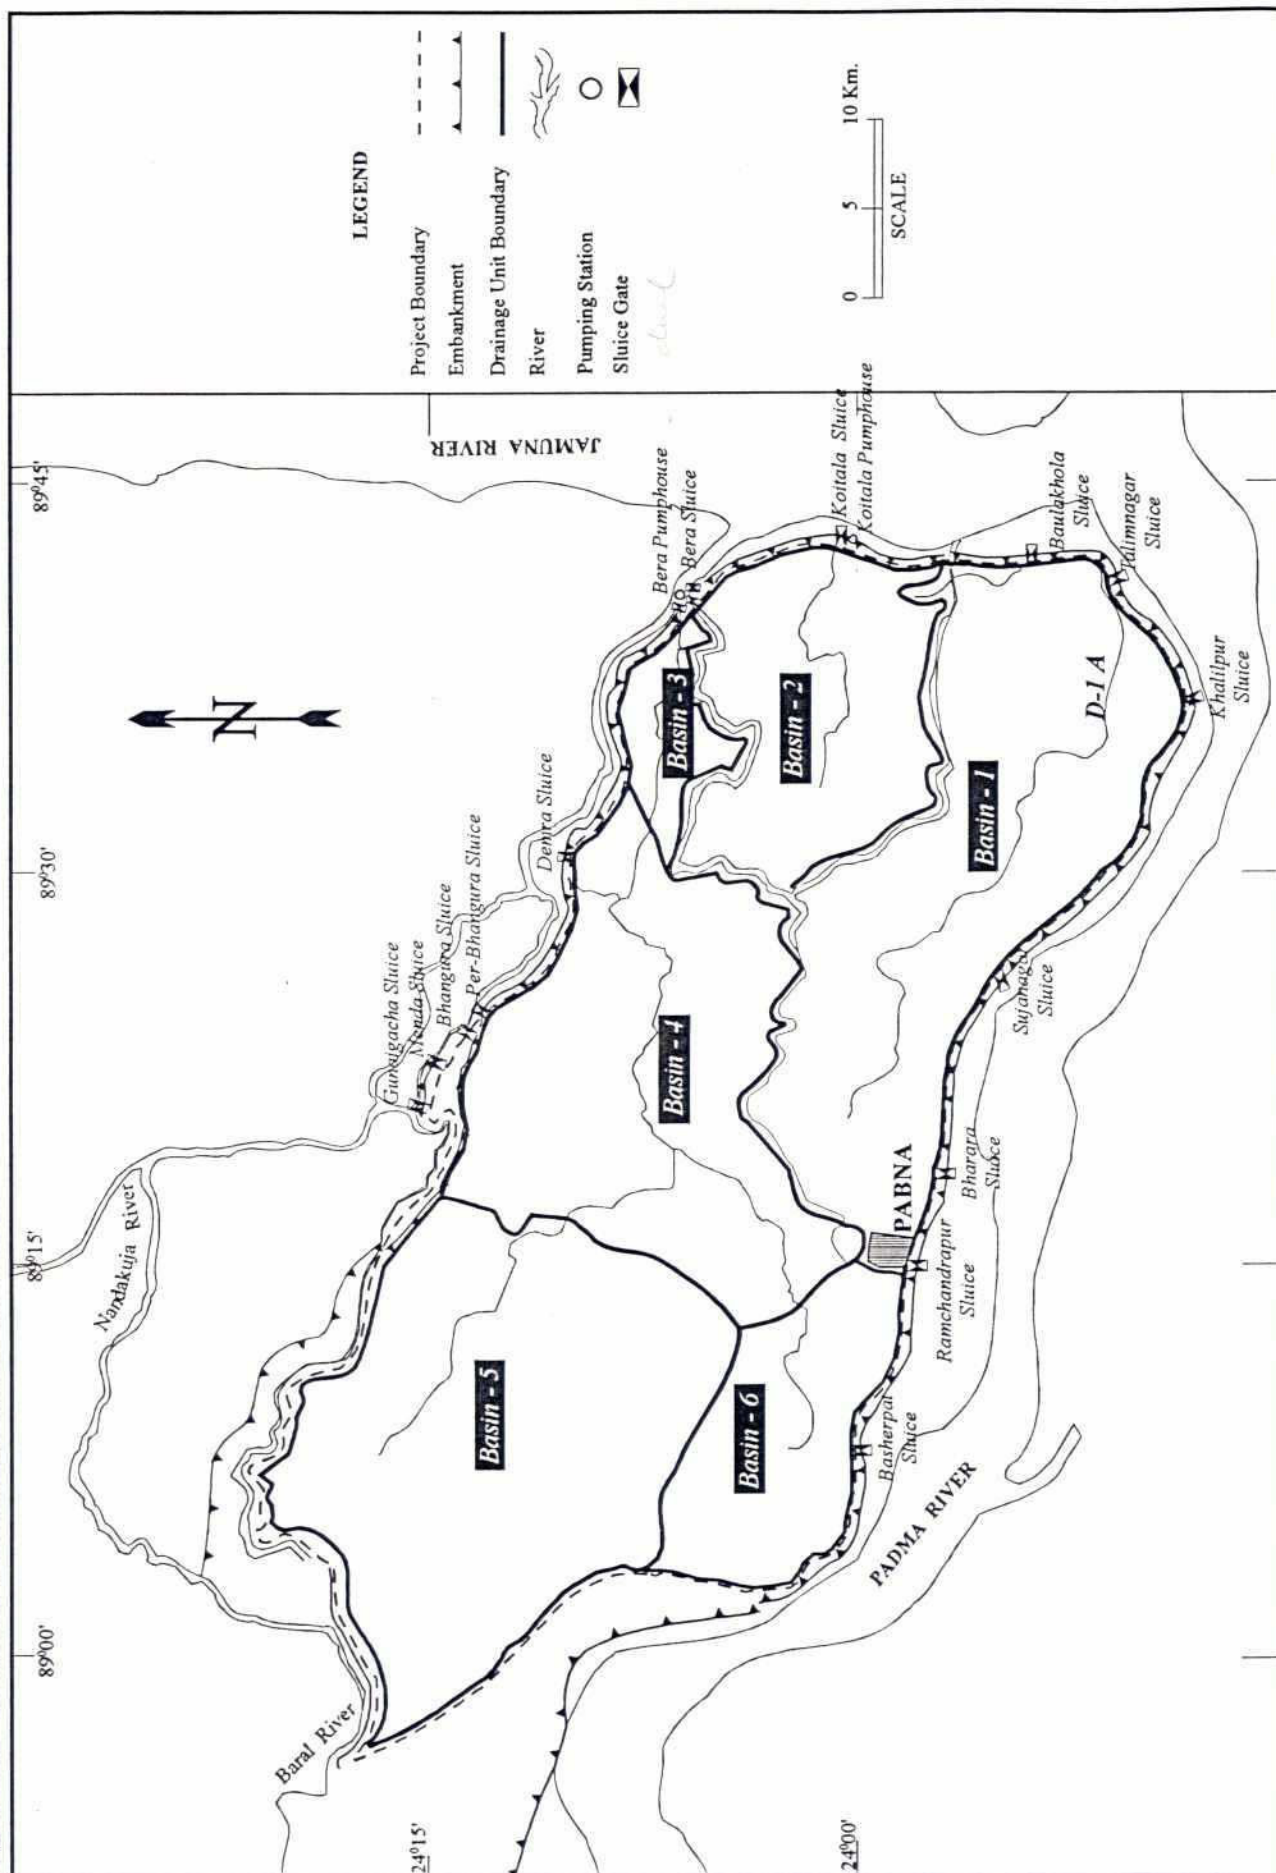 LEGEND
Project Boundary
Embankment
Drainage Unit Boundary
River
Pumping Station
Sluice Gate
0 5 10 Km.
SCALE
N
89°00'
89°15'
89°30'
89°45'
24°15'
24°00'
Baral River
Nandakuja River
JAMUNA RIVER
PADMA RIVER
Gunaigacha Sluice
Menda Sluice
Bhangura Sluice
Per-Bhangura Sluice
Demra Sluice
Bera Pumphouse
Bera Sluice
Koitala Sluice
Koitala Pumphouse
Baulakhola
Sluice
Talimnagar
Sluice
Khalilpur
Sluice
Sujanagar
Sluice
Bharara
Sluice
Ramchandrapur
Sluice
Basherpal
Sluice
PABNA
D-1 A
Basin - 1
Basin - 2
Basin - 3
Basin - 4
Basin - 5
Basin - 6